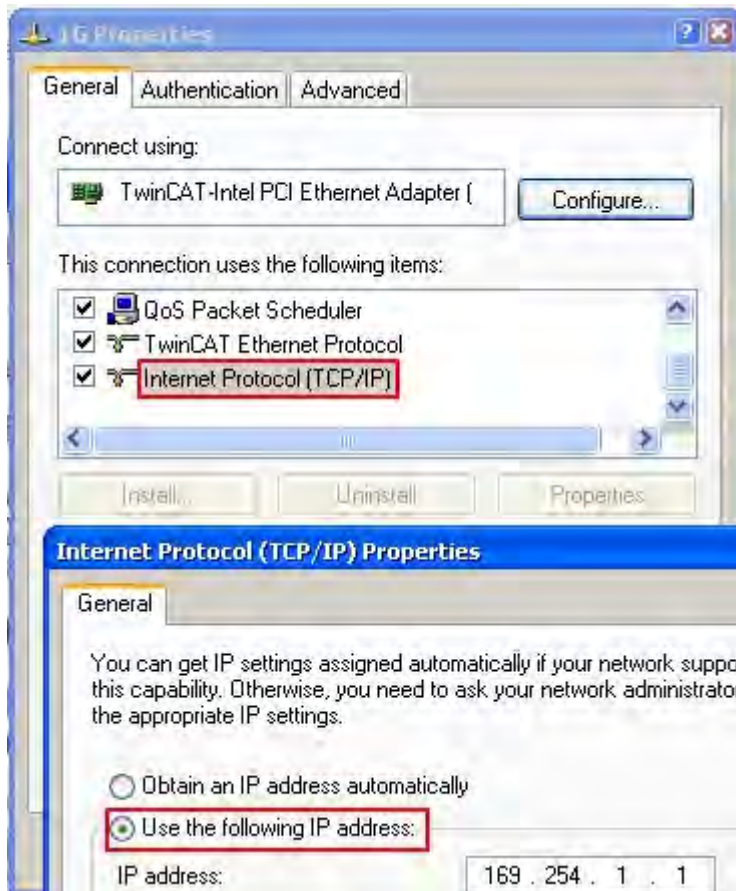 1G Properties
General Authentication Advanced
Connect using:
TwinCAT-Intel PCI Ethernet Adapter (
Configure...
This connection uses the following items:
QoS Packet Scheduler
TwinCAT Ethernet Protocol
Internet Protocol (TCP/IP)
Install... Uninstall Properties
Internet Protocol (TCP/IP) Properties
General
You can get IP settings assigned automatically if your network suppo
this capability. Otherwise, you need to ask your network administrator
the appropriate IP settings.
Obtain an IP address automatically
Use the following IP address:
IP address: 169 . 254 . 1 . 1